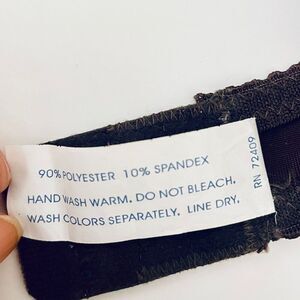 90% POLYESTER 10% SPANDEX
HAND WASH WARM. DO NOT BLEACH.
WASH COLORS SEPARATELY. LINE DRY.
RN 72409